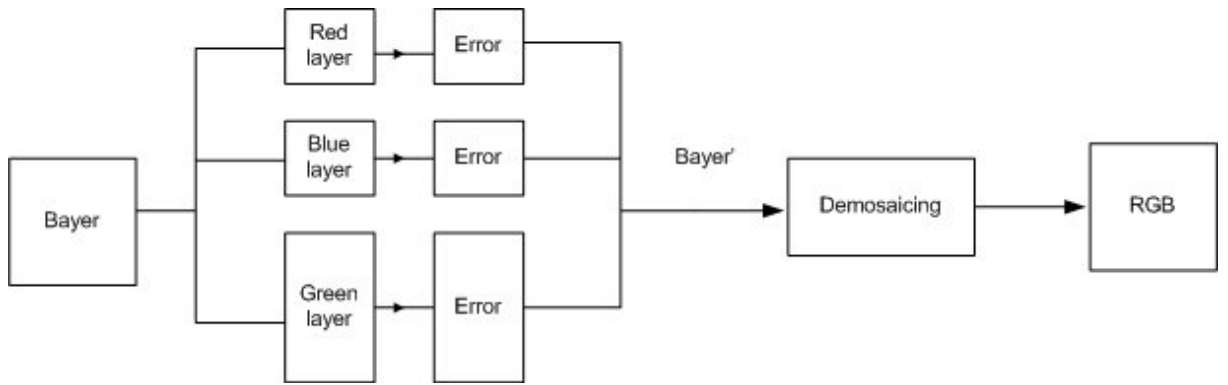 Red
layer
Error
Blue
layer
Error
Bayer'
Bayer
Demosaicing
RGB
Green
layer
Error